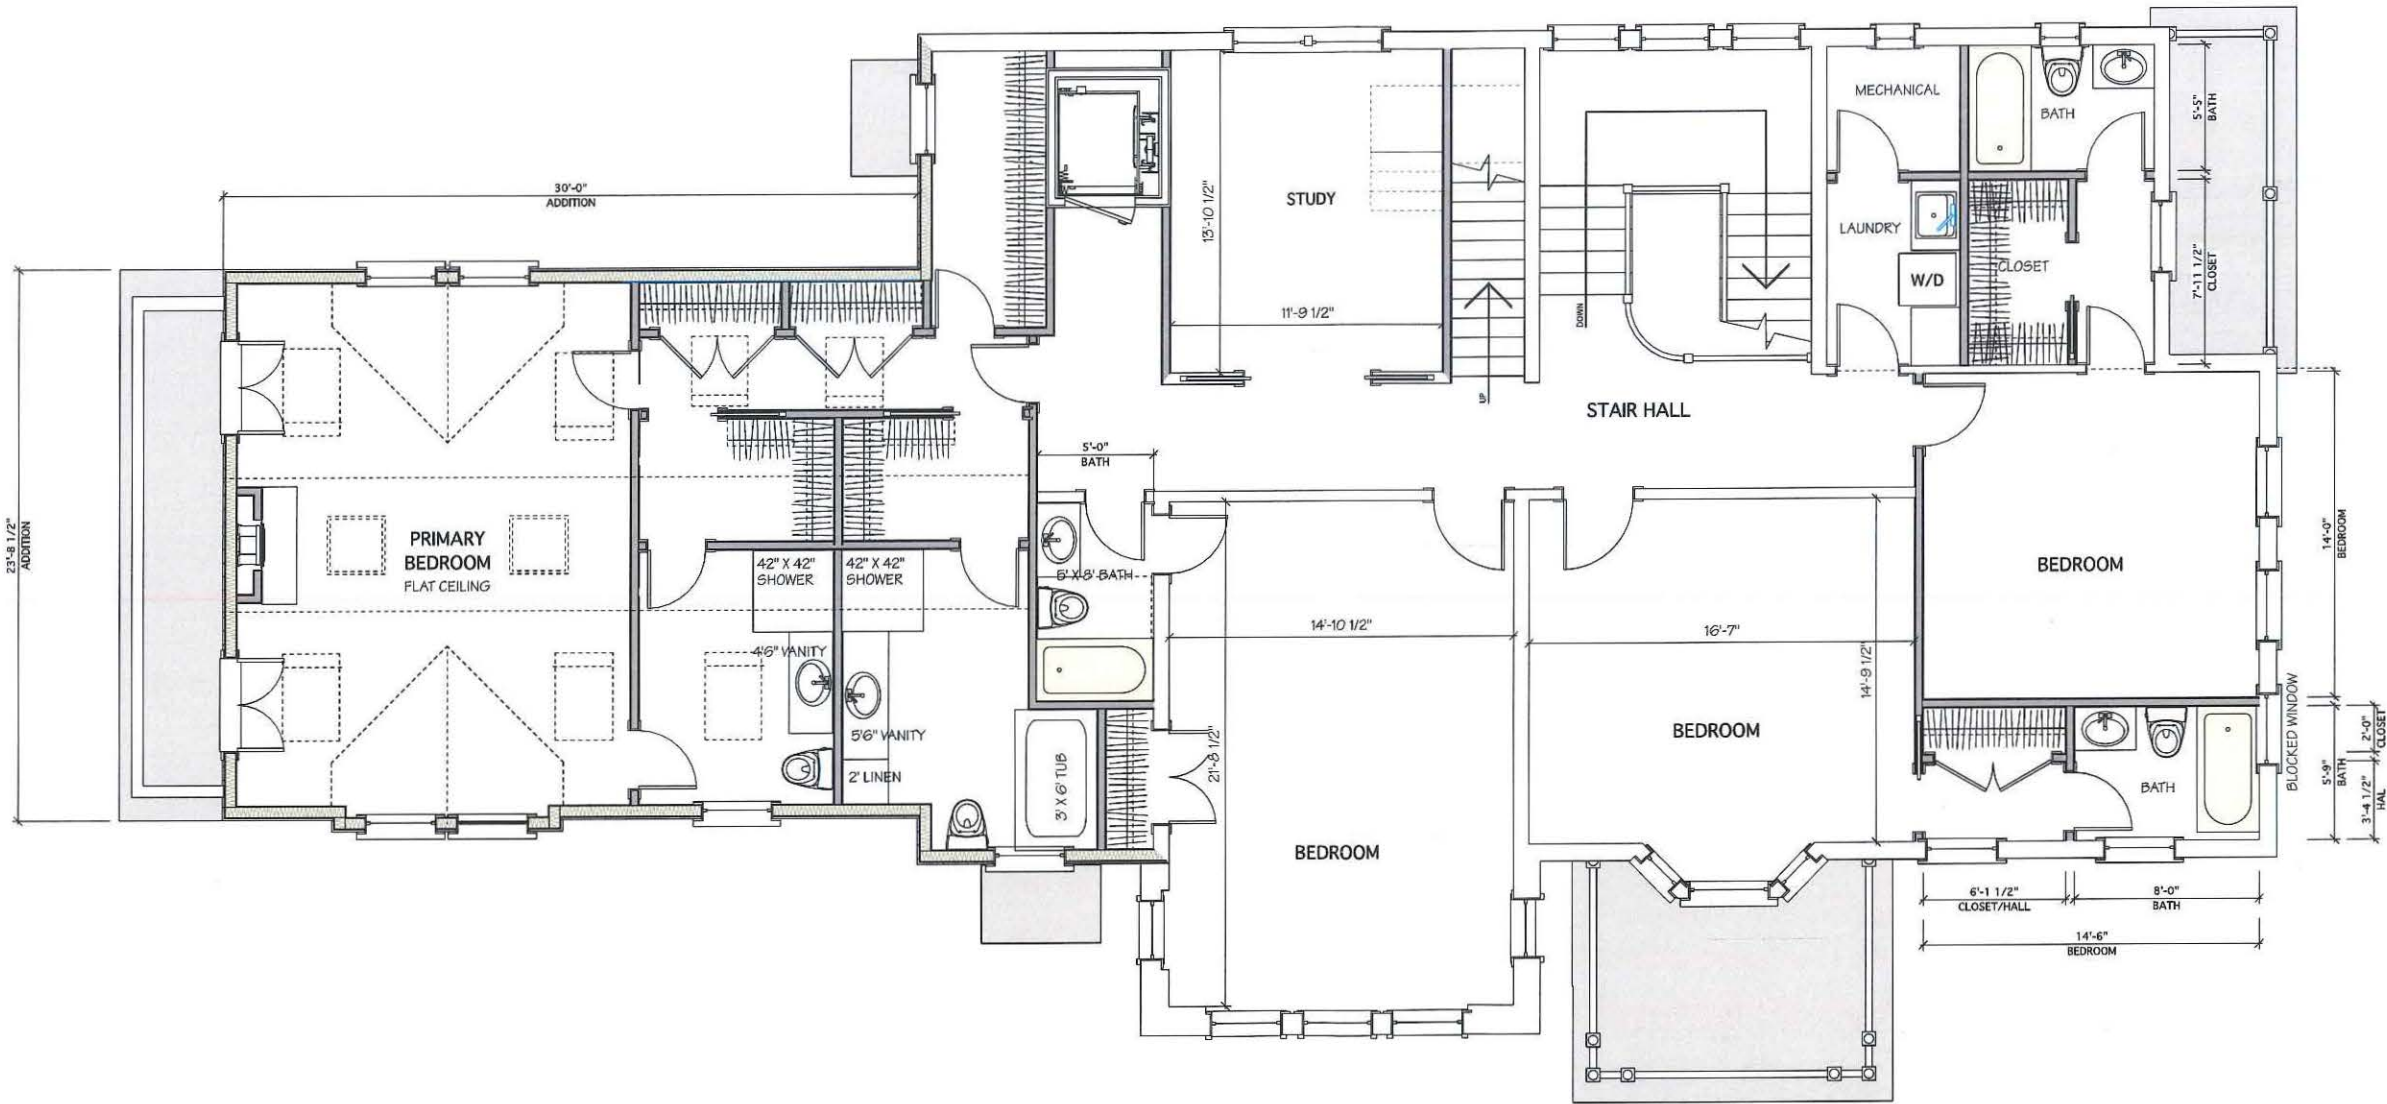 MECHANICAL
BATH
5'-5"
BATH
30'-0"
ADDITION
STUDY
13'-10 1/2"
LAUNDRY
CLOSET
W/D
7'-11 1/2"
CLOSET
11'-9 1/2"
DOWN
UP
STAIR HALL
5'-0"
BATH
23'-8 1/2"
ADDITION
PRIMARY
BEDROOM
FLAT CEILING
42" X 42"
SHOWER
42" X 42"
SHOWER
5' X 8' BATH
BEDROOM
14'-0"
BEDROOM
14'-10 1/2"
16'-7"
14'-9 1/2"
4'6" VANITY
5'6" VANITY
2' LINEN
3' X 6' TUB
21'-8 1/2"
BEDROOM
BEDROOM
BATH
BLOCKED WINDOW
5'-9"
BATH
2'-0"
CLOSET
3'-4 1/2"
HAL
6'-1 1/2"
CLOSET/HALL
8'-0"
BATH
14'-6"
BEDROOM